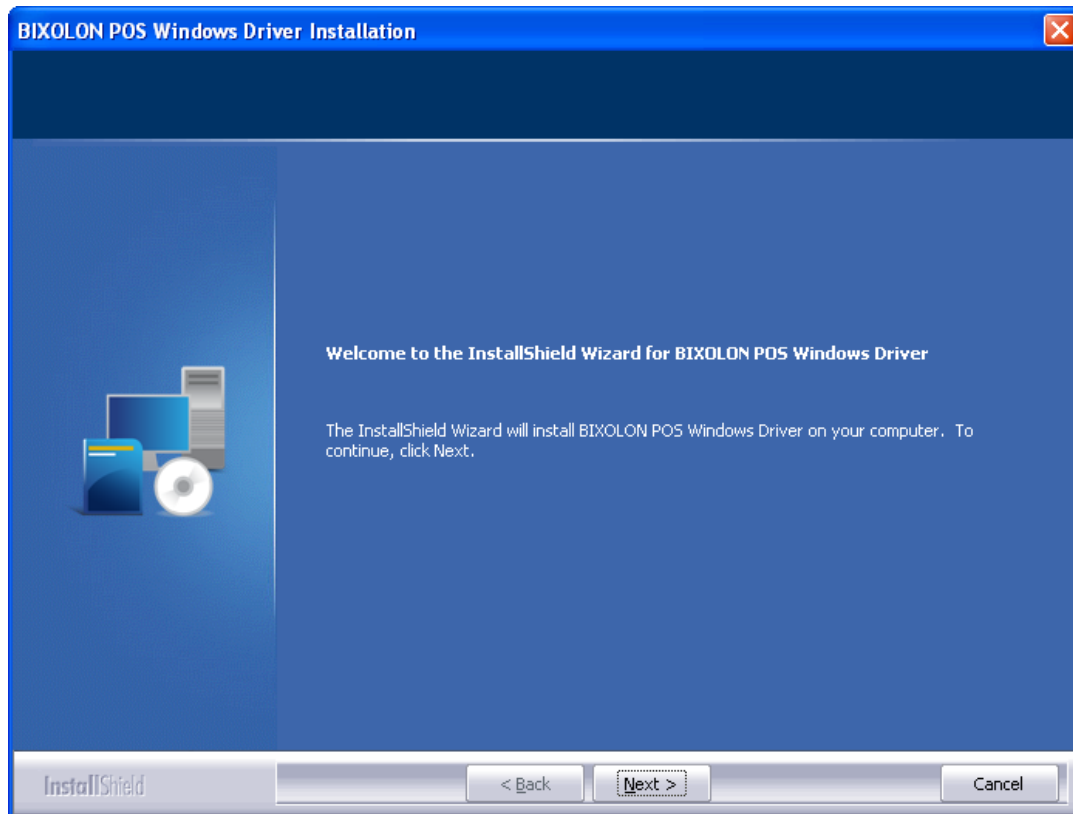 BIXOLON POS Windows Driver Installation
Welcome to the InstallShield Wizard for BIXOLON POS Windows Driver
The InstallShield Wizard will install BIXOLON POS Windows Driver on your computer. To
continue, click Next.
InstallShield
< Back
Next >
Cancel